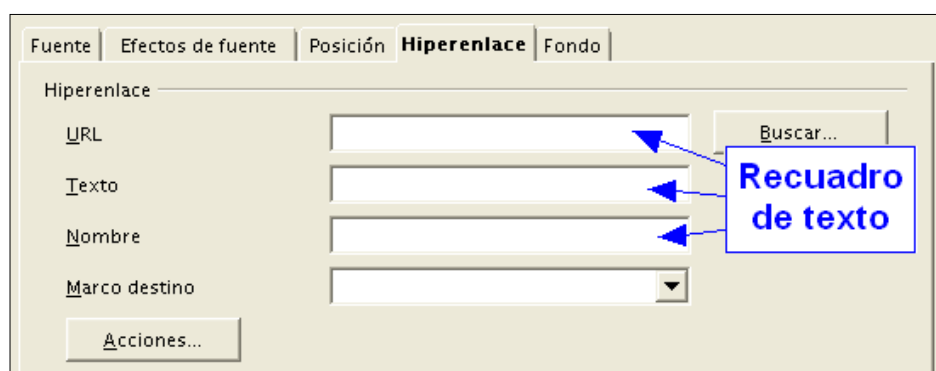 Fuente Efectos de fuente Posición Hiperenlace Fondo
Hiperenlace
URL Buscar...
Texto
Nombre
Marco destino
Acciones...
Recuadro
de texto